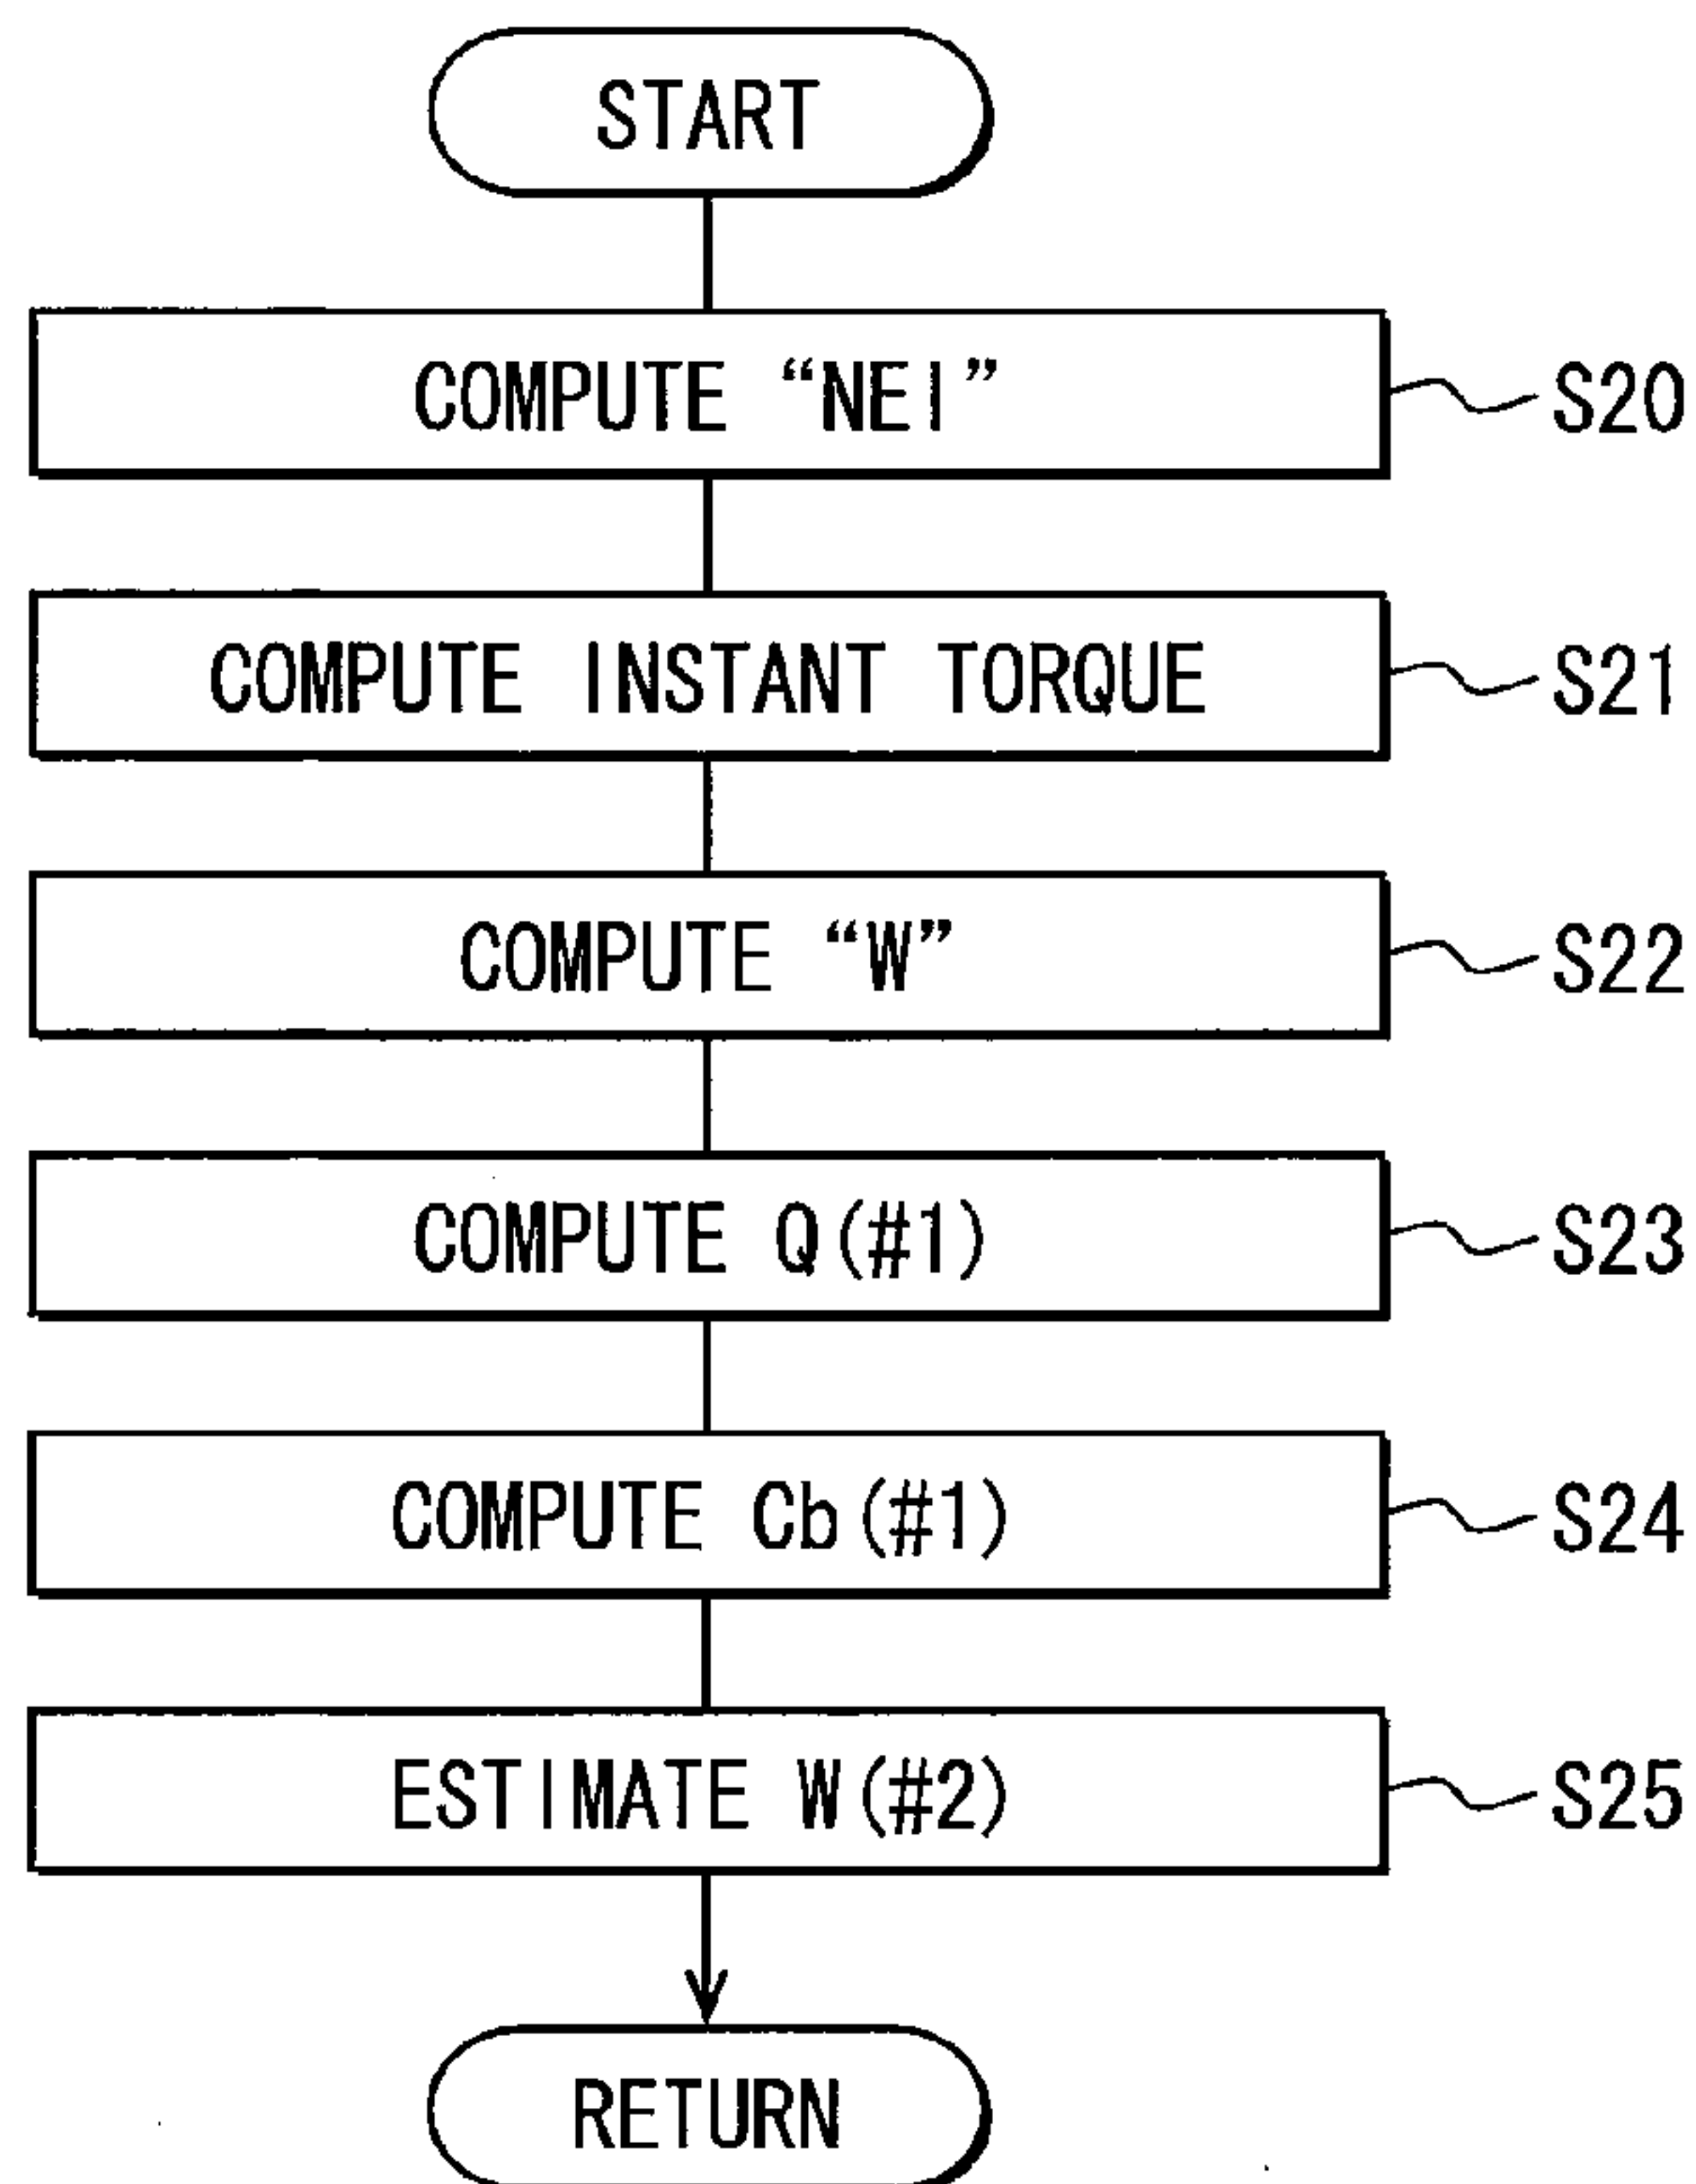 START
COMPUTE “NEI” S20
COMPUTE INSTANT TORQUE S21
COMPUTE “W” S22
COMPUTE Q(#1) S23
COMPUTE Cb(#1) S24
ESTIMATE W(#2) S25
RETURN